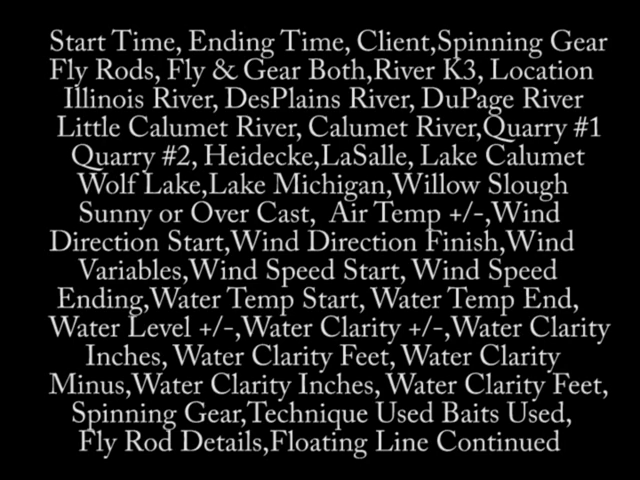 Start Time, Ending Time, Client,Spinning Gear
Fly Rods, Fly & Gear Both,River K3, Location
Illinois River, DesPlains River, DuPage River
Little Calumet River, Calumet River,Quarry #1
Quarry #2, Heidecke,LaSalle, Lake Calumet
Wolf Lake,Lake Michigan,Willow Slough
Sunny or Over Cast,  Air Temp +/-,Wind
Direction Start,Wind Direction Finish,Wind
Variables,Wind Speed Start, Wind Speed
Ending,Water Temp Start, Water Temp End,
Water Level +/-,Water Clarity +/-,Water Clarity
Inches, Water Clarity Feet, Water Clarity
Minus,Water Clarity Inches, Water Clarity Feet,
Spinning Gear,Technique Used Baits Used,
Fly Rod Details,Floating Line Continued